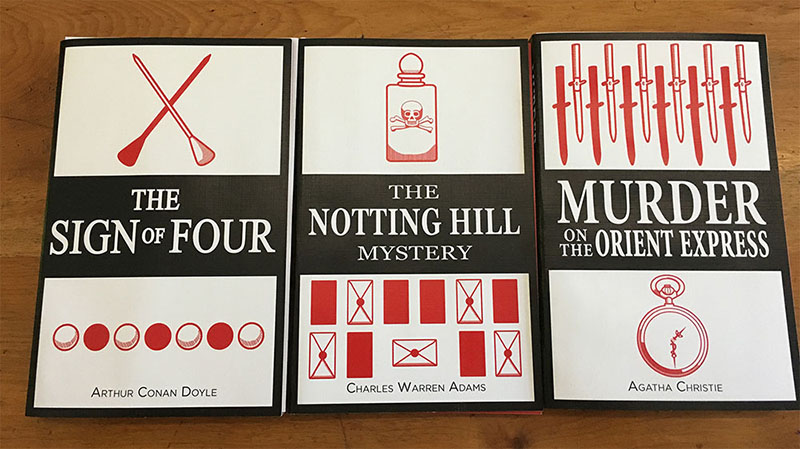 THE
SIGN OF FOUR
ARTHUR CONAN DOYLE
THE
NOTTING HILL
MYSTERY
CHARLES WARREN ADAMS
MURDER
ON THE ORIENT EXPRESS
AGATHA CHRISTIE